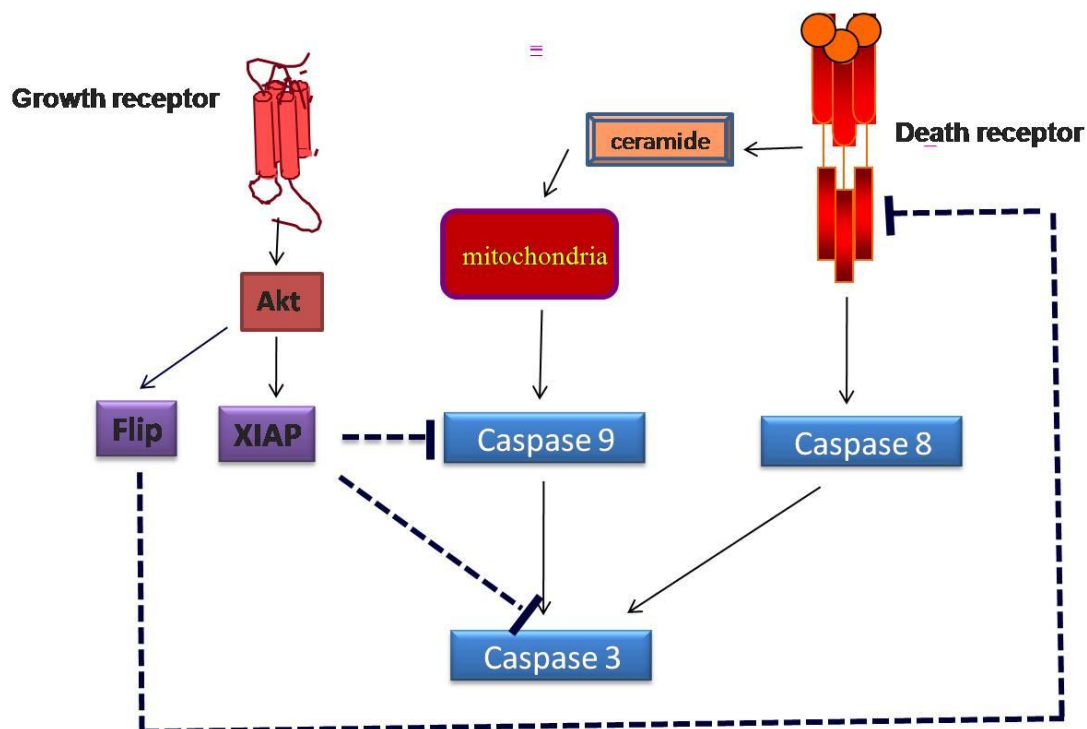 Growth receptor
Death receptor
ceramide
mitochondria
Akt
Flip
XIAP
Caspase 9
Caspase 8
Caspase 3